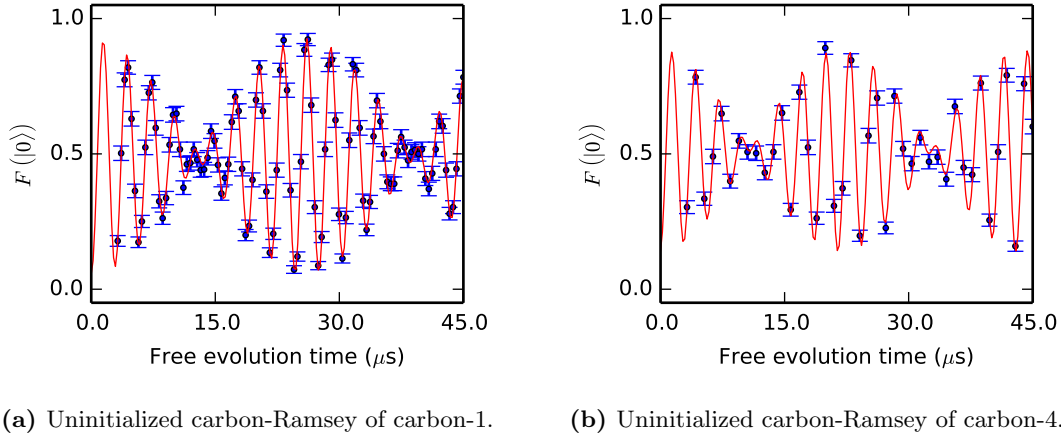 1.0
0.5
0.0
F (|0⟩)
0.0 15.0 30.0 45.0
Free evolution time (μs)
(a) Uninitialized carbon-Ramsey of carbon-1.
1.0
0.5
0.0
F (|0⟩)
0.0 15.0 30.0 45.0
Free evolution time (μs)
(b) Uninitialized carbon-Ramsey of carbon-4.